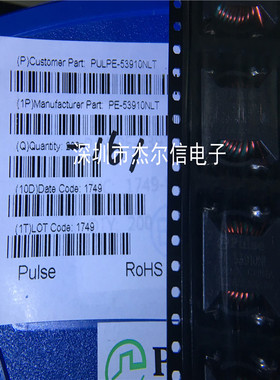 (P)Customer Part: PULPE-53910NLT
(1P)Manufacturer Part: PE-53910NLT
(Q)Quantity:
深圳市杰尔信电子
(10D)Date Code: 1749
(1T)LOT Code: 1749
Pulse RoHS
P